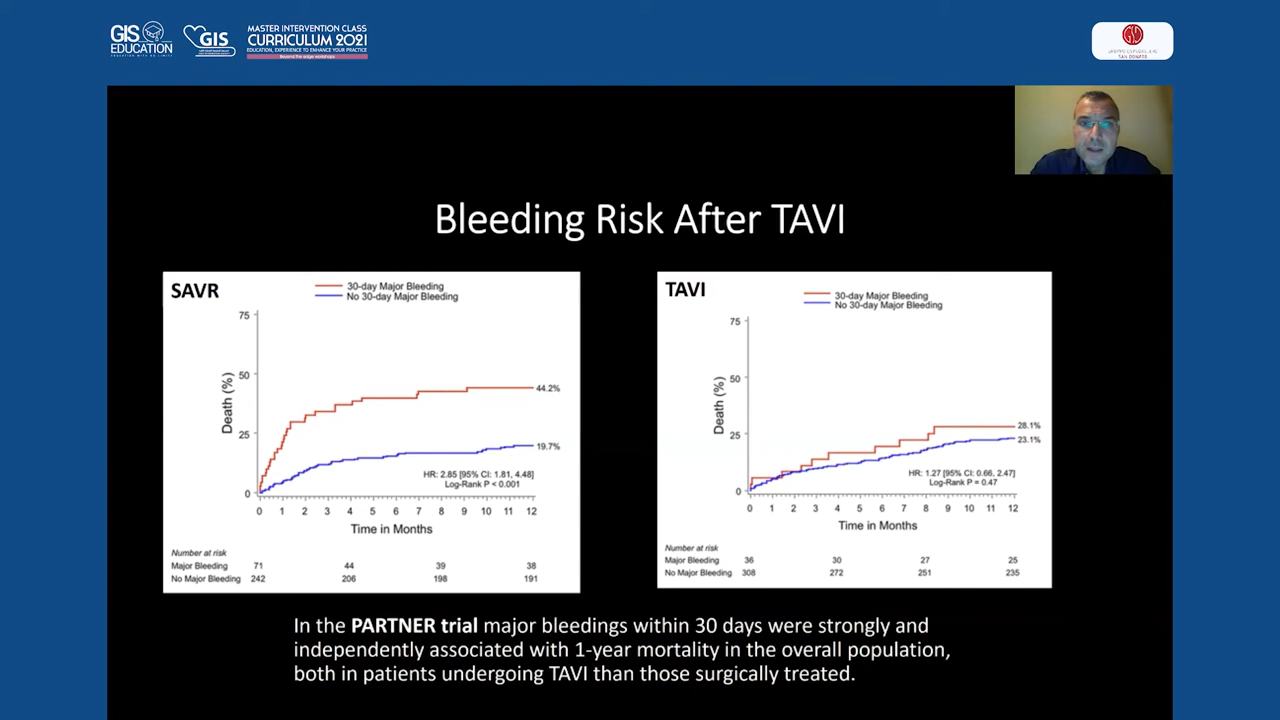 GIS
EDUCATION
GIS
MASTER INTERVENTION CLASS
CURRICULUM 2021
EDUCATION, EXPERIENCE TO ENHANCE YOUR PRACTICE
Beyond the edge workshops
SAN DONATO
Bleeding Risk After TAVI
SAVR
30-day Major Bleeding
No 30-day Major Bleeding
75
50
25
0
Death (%)
44.2%
19.7%
HR: 2.85 [95% CI: 1.81, 4.48]
Log-Rank P < 0.001
0 1 2 3 4 5 6 7 8 9 10 11 12
Time in Months
Number at risk
Major Bleeding 71 44 39 38
No Major Bleeding 242 206 198 191
TAVI
30-day Major Bleeding
No 30-day Major Bleeding
75
50
25
0
Death (%)
28.1%
23.1%
HR: 1.27 [95% CI: 0.66, 2.47]
Log-Rank P = 0.47
0 1 2 3 4 5 6 7 8 9 10 11 12
Time in Months
Number at risk
Major Bleeding 36 30 27 25
No Major Bleeding 308 272 251 235
In the PARTNER trial major bleedings within 30 days were strongly and
independently associated with 1-year mortality in the overall population,
both in patients undergoing TAVI than those surgically treated.